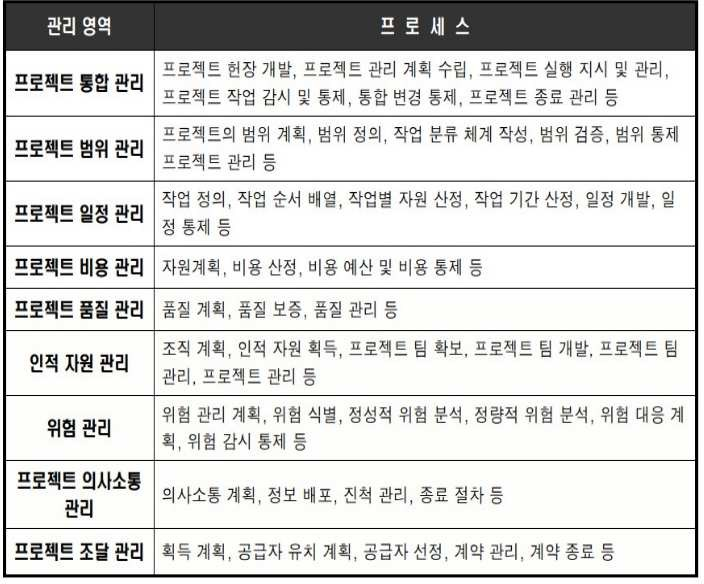 관리 영역
프 로 세 스
프로젝트 통합 관리
프로젝트 헌장 개발, 프로젝트 관리 계획 수립, 프로젝트 실행 지시 및 관리,
프로젝트 작업 감시 및 통제, 통합 변경 통제, 프로젝트 종료 관리 등
프로젝트 범위 관리
프로젝트의 범위 계획, 범위 정의, 작업 분류 체계 작성, 범위 검증, 범위 통제
프로젝트 관리 등
프로젝트 일정 관리
작업 정의, 작업 순서 배열, 작업별 자원 산정, 작업 기간 산정, 일정 개발, 일
정 통제 등
프로젝트 비용 관리
자원계획, 비용 산정, 비용 예산 및 비용 통제 등
프로젝트 품질 관리
품질 계획, 품질 보증, 품질 관리 등
인적 자원 관리
조직 계획, 인적 자원 획득, 프로젝트 팀 확보, 프로젝트 팀 개발, 프로젝트 팀
관리, 프로젝트 관리 등
위험 관리
위험 관리 계획, 위험 식별, 정성적 위험 분석, 정량적 위험 분석, 위험 대응 계
획, 위험 감시 통제 등
프로젝트 의사소통
관리
의사소통 계획, 정보 배포, 진척 관리, 종료 절차 등
프로젝트 조달 관리
획득 계획, 공급자 유치 계획, 공급자 선정, 계약 관리, 계약 종료 등